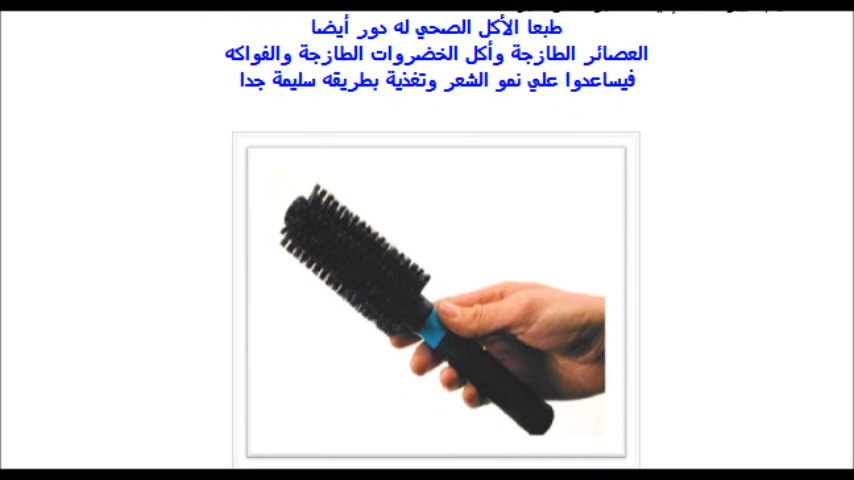 طبعا الأكل الصحي له دور أيضا
العصائر الطازجة وأكل الخضروات الطازجة والفواكه
فيساعدوا علي نمو الشعر وتغذية بطريقه سليمة جدا